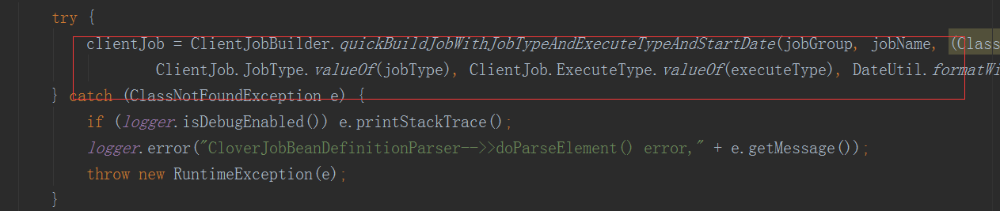 try {
clientJob = ClientJobBuilder.quickBuildJobWithJobTypeAndExecuteTypeAndStartDate(jobGroup, jobName, (Class
ClientJob.JobType.valueOf(jobType), ClientJob.ExecuteType.valueOf(executeType), DateUtil.formatWi
} catch (ClassNotFoundException e) {
if (logger.isDebugEnabled()) e.printStackTrace();
logger.error("CloverJobBeanDefinitionParser-->>doParseElement() error," + e.getMessage());
throw new RuntimeException(e);
}